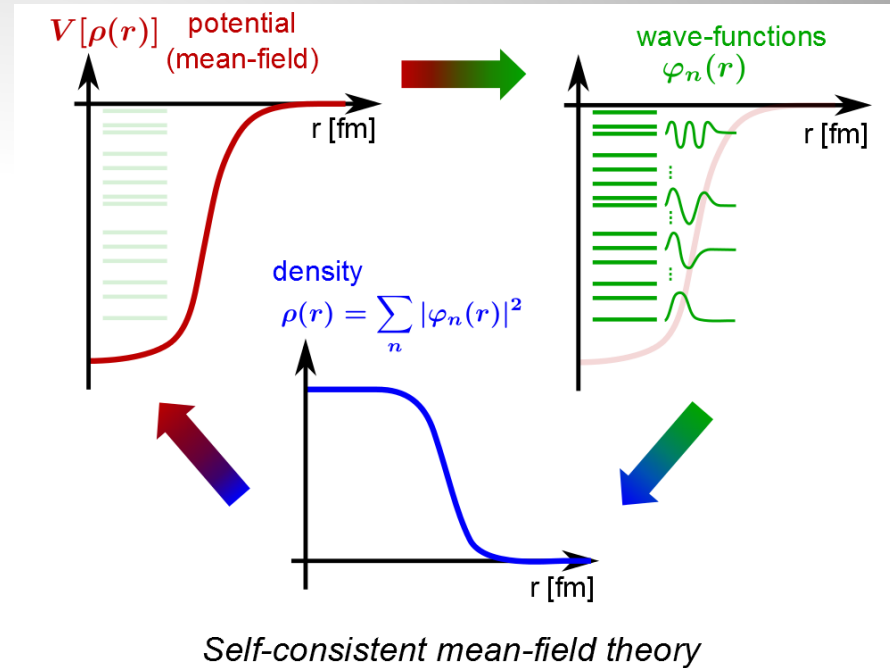 V[ρ(r)] potential
(mean-field)
r [fm]
wave-functions
φₙ(r)
r [fm]
density
ρ(r) = ∑ₙ |φₙ(r)|²
r [fm]
Self-consistent mean-field theory